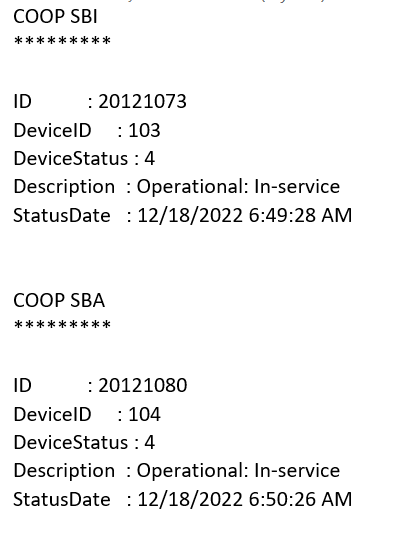 COOP SBI
*********
ID : 20121073
DeviceID : 103
DeviceStatus : 4
Description : Operational: In-service
StatusDate : 12/18/2022 6:49:28 AM
COOP SBA
*********
ID : 20121080
DeviceID : 104
DeviceStatus : 4
Description : Operational: In-service
StatusDate : 12/18/2022 6:50:26 AM